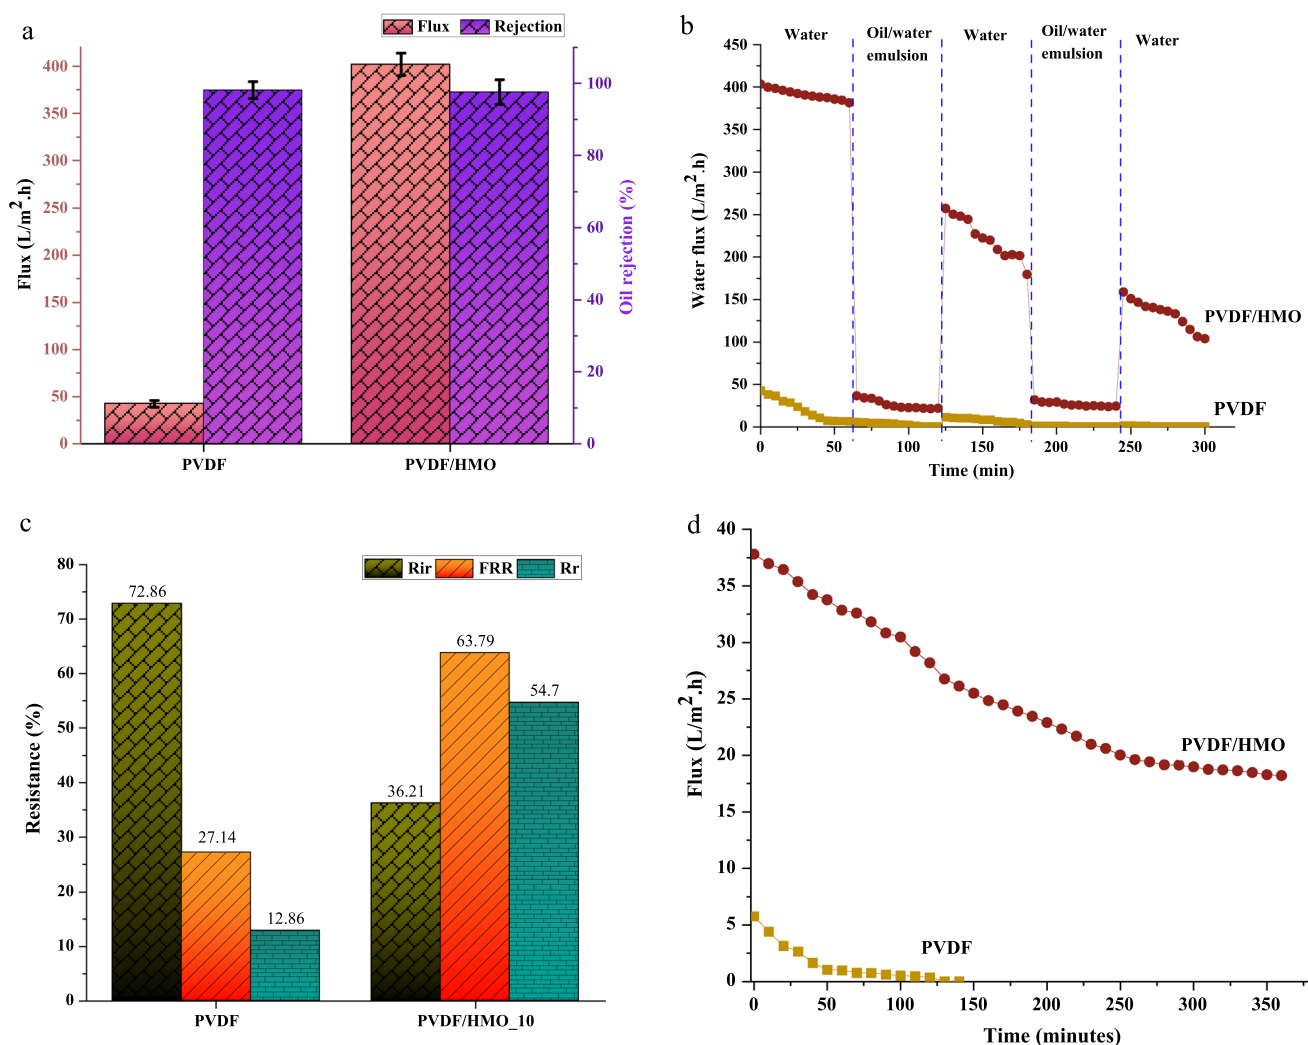 a
Flux Rejection
Flux (L/m².h)
400
350
300
250
200
150
100
50
0
100
80
60
40
20
0
Oil rejection (%)
PVDF PVDF/HMO
b
Water Oil/water emulsion Water Oil/water emulsion Water
Water flux (L/m².h)
450
400
350
300
250
200
150
100
50
0
PVDF/HMO
PVDF
0 50 100 150 200 250 300
Time (min)
c
Rir FRR Rr
Resistance (%)
80
70
60
50
40
30
20
10
0
72.86
27.14
12.86
36.21
63.79
54.7
PVDF PVDF/HMO_10
d
Flux (L/m².h)
40
35
30
25
20
15
10
5
0
PVDF/HMO
PVDF
0 50 100 150 200 250 300 350
Time (minutes)